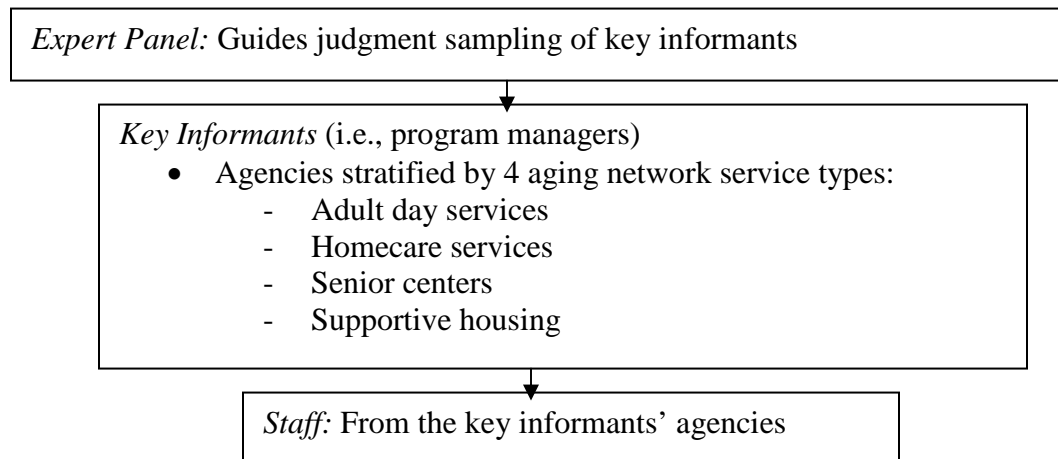 Expert Panel: Guides judgment sampling of key informants
Key Informants (i.e., program managers)
• Agencies stratified by 4 aging network service types:
- Adult day services
- Homecare services
- Senior centers
- Supportive housing
Staff: From the key informants’ agencies